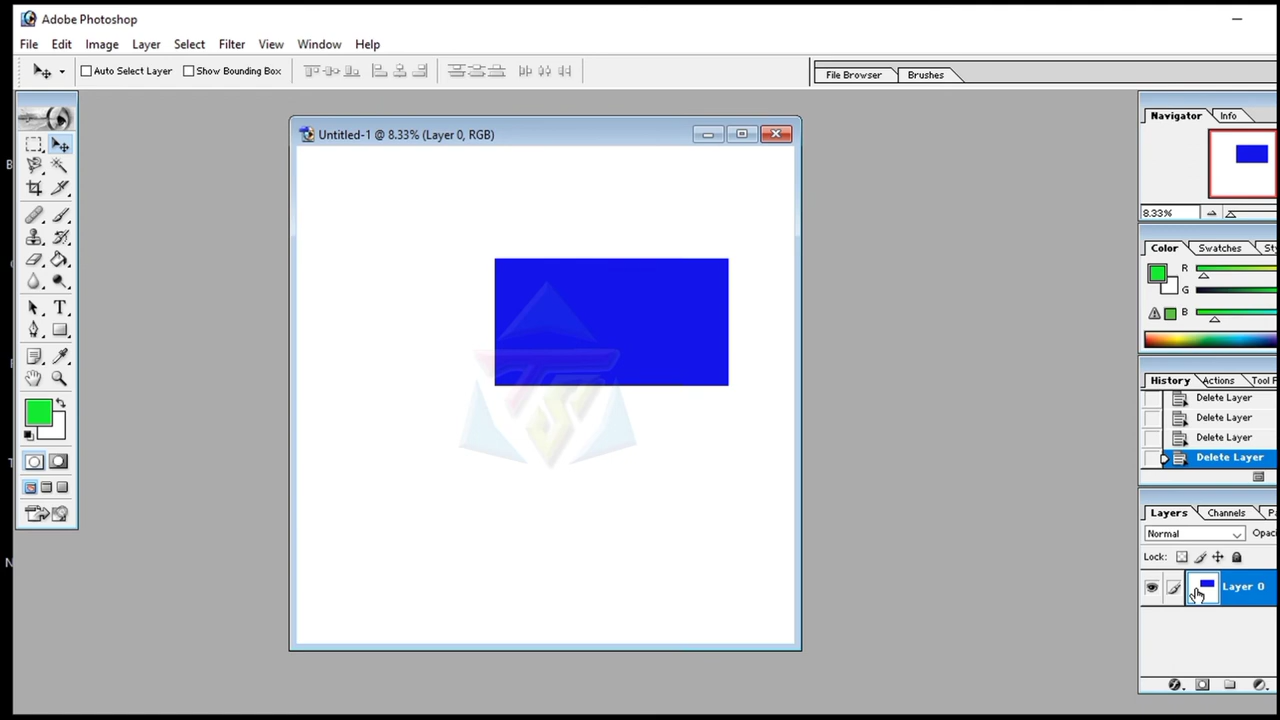 Adobe Photoshop
File Edit Image Layer Select Filter View Window Help
Auto Select Layer Show Bounding Box File Browser Brushes
Untitled-1 @ 8.33% (Layer 0, RGB)
Navigator Info
8.33%
Color Swatches
R
G
B
History Actions Tool
Delete Layer
Delete Layer
Delete Layer
Delete Layer
Layers Channels
Normal
Lock:
Layer 0